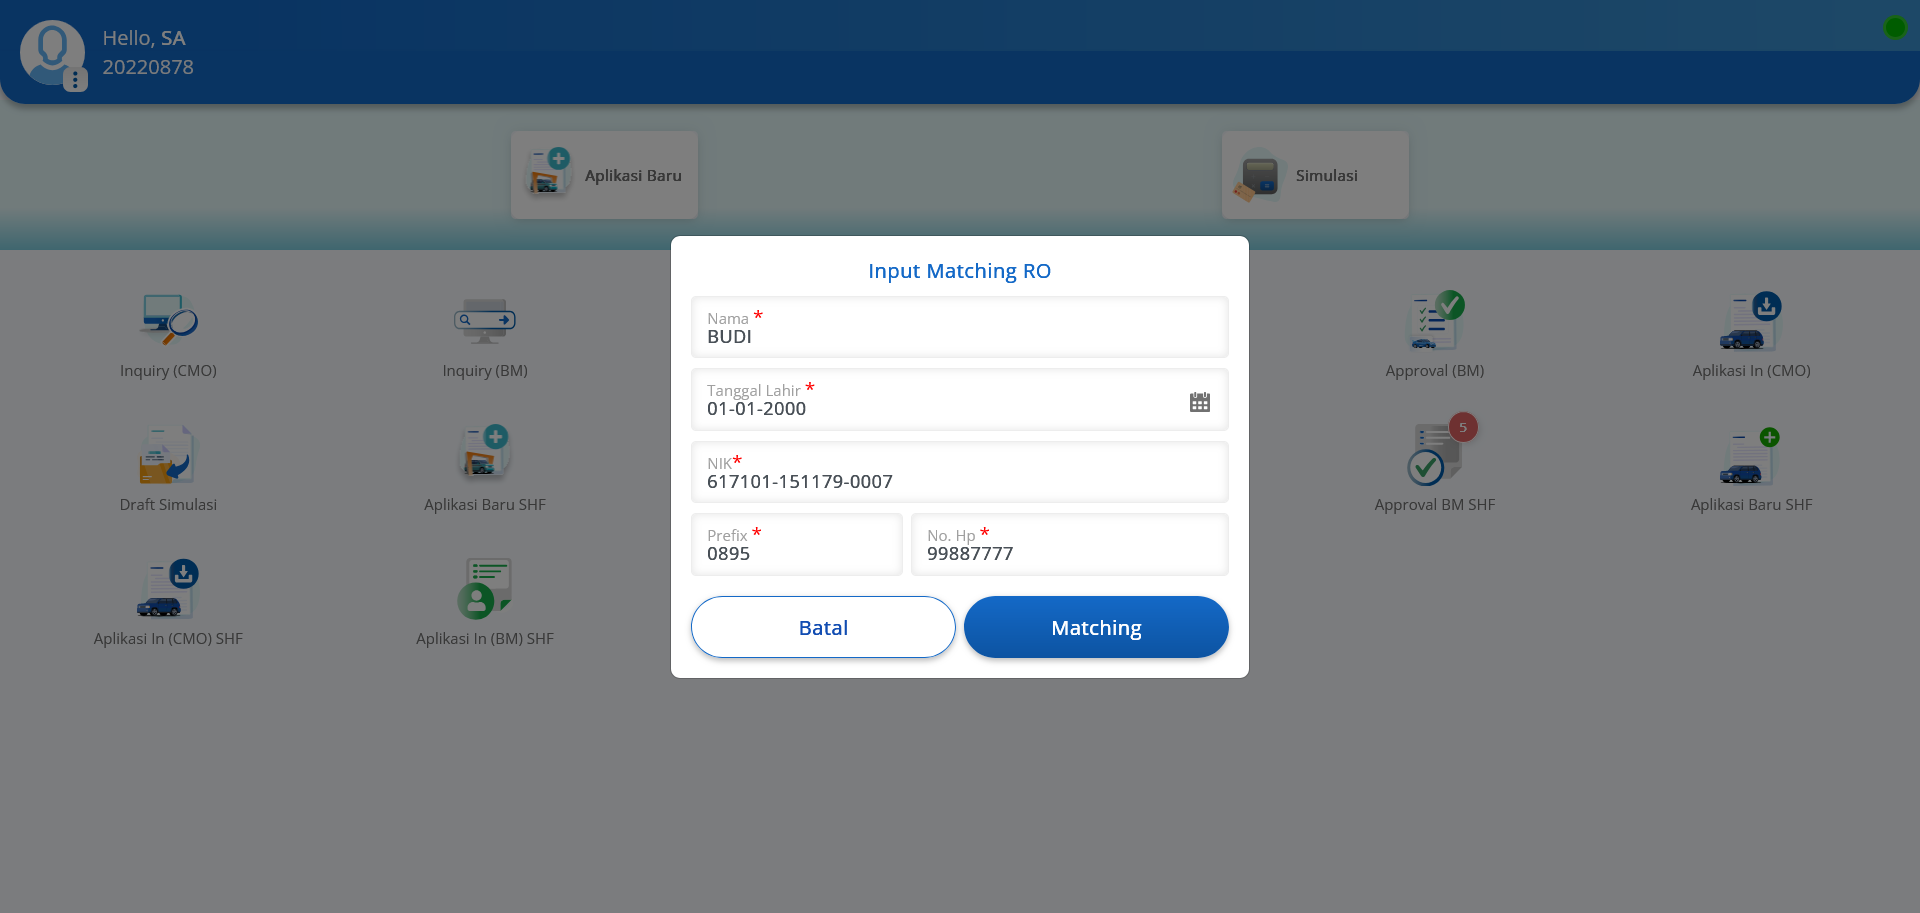 Hello, SA
20220878
Aplikasi Baru
Simulasi
Input Matching RO
Nama *
BUDI
Tanggal Lahir *
01-01-2000
NIK*
617101-151179-0007
Prefix *
0895
No. Hp *
99887777
Batal
Matching
Inquiry (CMO)
Inquiry (BM)
Approval (BM)
Aplikasi In (CMO)
Draft Simulasi
Aplikasi Baru SHF
5
Approval BM SHF
Aplikasi Baru SHF
Aplikasi In (CMO) SHF
Aplikasi In (BM) SHF